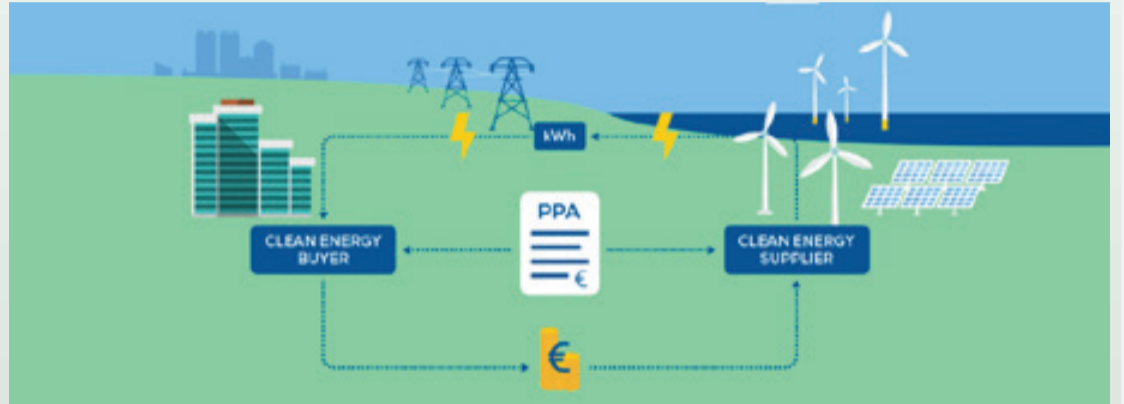 kWh
PPA
€
CLEAN ENERGY
BUYER
CLEAN ENERGY
SUPPLIER
€